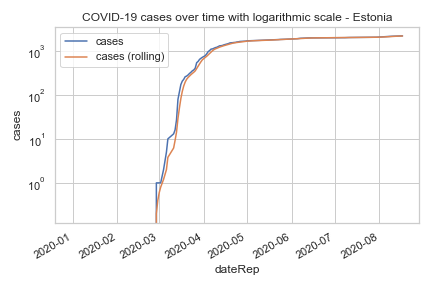 COVID-19 cases over time with logarithmic scale - Estonia
cases
cases (rolling)
10³
10²
10¹
10⁰
cases
2020-01
2020-02
2020-03
2020-04
2020-05
2020-06
2020-07
2020-08
dateRep